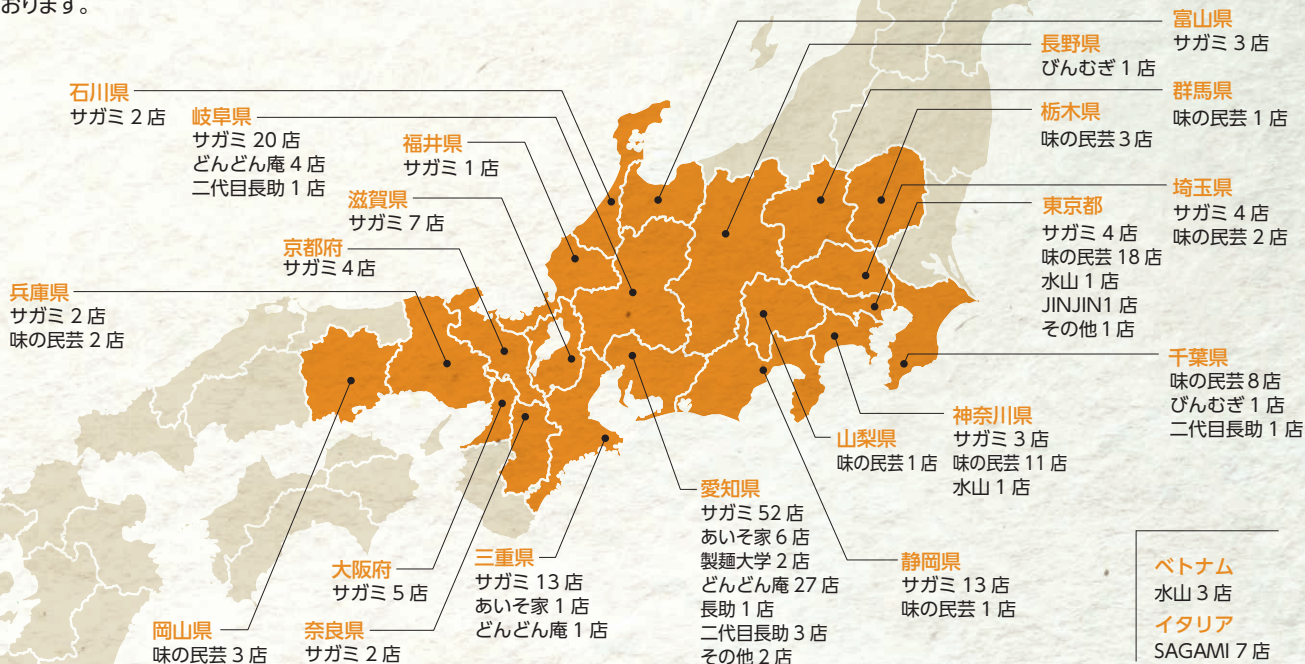 おります。
富山県
サガミ 3 店
長野県
びんむぎ 1 店
群馬県
味の民芸 1 店
栃木県
味の民芸 3 店
埼玉県
サガミ 4 店
味の民芸 2 店
東京都
サガミ 4 店
味の民芸 18 店
水山 1 店
JINJIN1 店
その他 1 店
千葉県
味の民芸 8 店
びんむぎ 1 店
二代目長助 1 店
神奈川県
サガミ 3 店
味の民芸 11 店
水山 1 店
山梨県
味の民芸 1 店
静岡県
サガミ 13 店
味の民芸 1 店
石川県
サガミ 2 店
岐阜県
サガミ 20 店
どんどん庵 4 店
二代目長助 1 店
福井県
サガミ 1 店
滋賀県
サガミ 7 店
京都府
サガミ 4 店
兵庫県
サガミ 2 店
味の民芸 2 店
愛知県
サガミ 52 店
あいそ家 6 店
製麺大学 2 店
どんどん庵 27 店
長助 1 店
二代目長助 3 店
その他 2 店
三重県
サガミ 13 店
あいそ家 1 店
どんどん庵 1 店
大阪府
サガミ 5 店
奈良県
サガミ 2 店
岡山県
味の民芸 3 店
ベトナム
水山 3 店
イタリア
SAGAMI 7 店